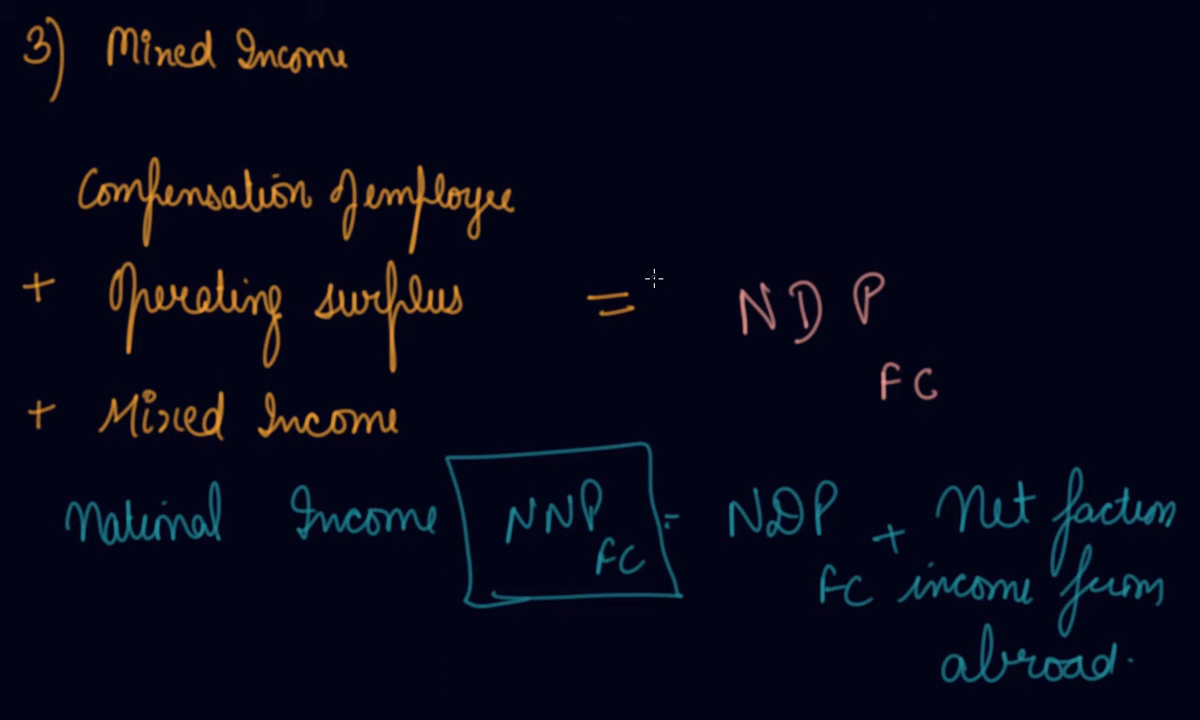 3) Mixed Income
Compensation of employee
+ Operating surplus = NDP
FC
+ Mixed Income
National Income NNP FC = NDP FC + Net faction
income from
abroad.